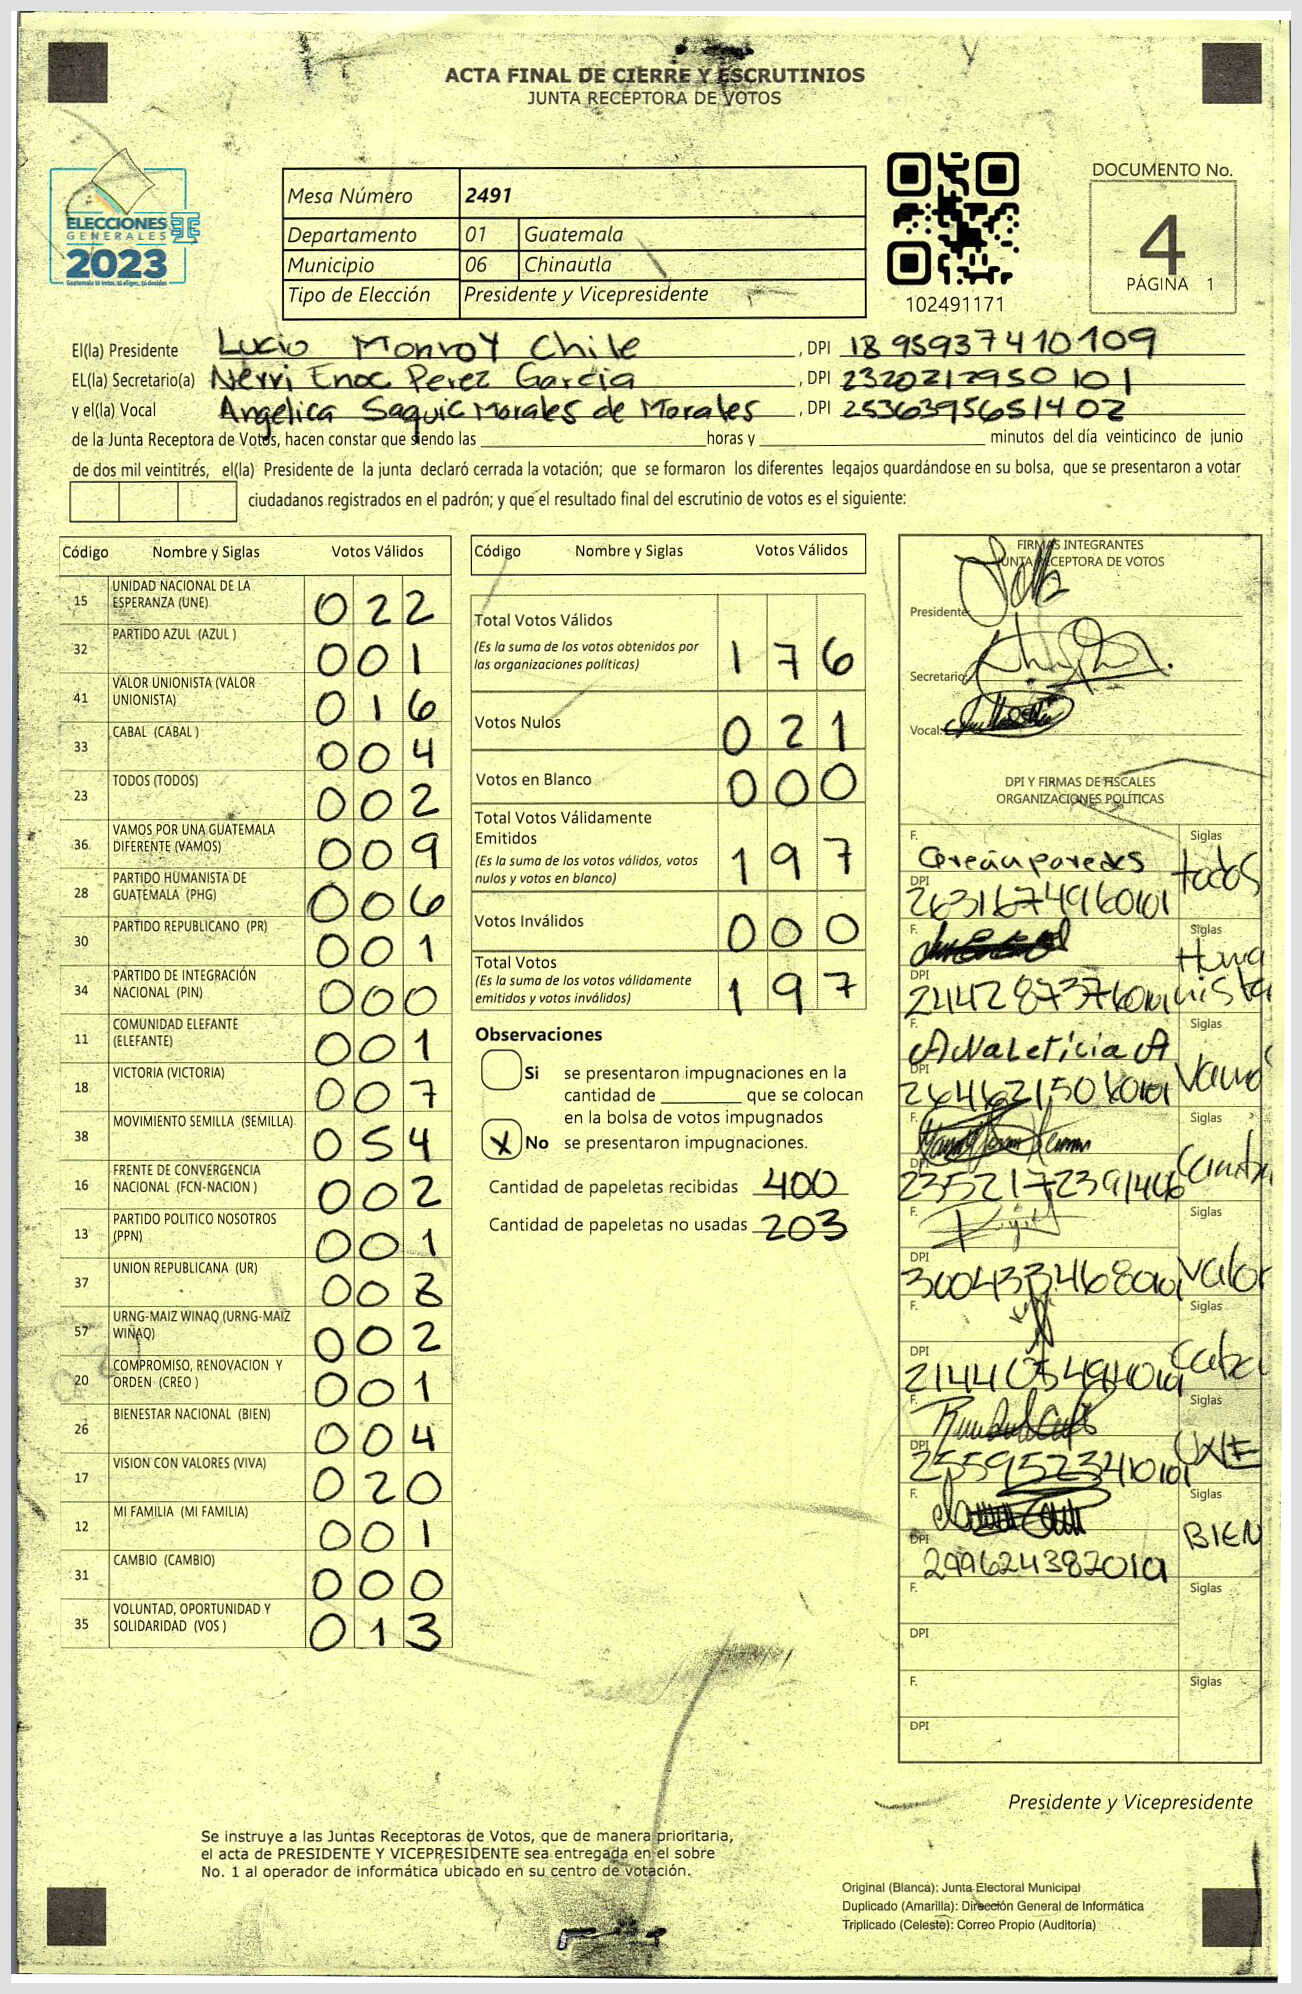 ACTA FINAL DE CIERRE Y ESCRUTINIOS
JUNTA RECEPTORA DE VOTOS
ELECCIONES
GENERALES
2023
Mesa Número 2491
Departamento 01 Guatemala
Municipio 06 Chinautla
Tipo de Elección Presidente y Vicepresidente
102491171
DOCUMENTO No.
4
PÁGINA 1
El(la) Presidente Lucio Monroy Chile , DPI 1895937410109
EL(la) Secretario(a) Nerri Enoc Perez Garcia , DPI 2320212950101
y el(la) Vocal Angelica Saquic Morales de Morales , DPI 2536395651402
de la Junta Receptora de Votos, hacen constar que siendo las horas y minutos del día veinticinco de junio
de dos mil veintitrés, el(la) Presidente de la junta declaró cerrada la votación; que se formaron los diferentes legajos guardándose en su bolsa, que se presentaron a votar
ciudadanos registrados en el padrón; y que el resultado final del escrutinio de votos es el siguiente:
Código Nombre y Siglas Votos Válidos
15 UNIDAD NACIONAL DE LA ESPERANZA (UNE) 022
32 PARTIDO AZUL (AZUL ) 001
41 VALOR UNIONISTA (VALOR UNIONISTA) 016
33 CABAL (CABAL ) 004
23 TODOS (TODOS) 002
36 VAMOS POR UNA GUATEMALA DIFERENTE (VAMOS) 009
28 PARTIDO HUMANISTA DE GUATEMALA (PHG) 006
30 PARTIDO REPUBLICANO (PR) 001
34 PARTIDO DE INTEGRACIÓN NACIONAL (PIN) 000
11 COMUNIDAD ELEFANTE (ELEFANTE) 001
18 VICTORIA (VICTORIA) 007
38 MOVIMIENTO SEMILLA (SEMILLA) 054
16 FRENTE DE CONVERGENCIA NACIONAL (FCN-NACION ) 002
13 PARTIDO POLITICO NOSOTROS (PPN) 001
37 UNION REPUBLICANA (UR) 00
57 URNG-MAIZ WINAQ (URNG-MAIZ WINAQ) 002
20 COMPROMISO, RENOVACION Y ORDEN (CREO ) 001
26 BIENESTAR NACIONAL (BIEN) 004
17 VISION CON VALORES (VIVA) 020
12 MI FAMILIA (MI FAMILIA) 001
31 CAMBIO (CAMBIO) 000
35 VOLUNTAD, OPORTUNIDAD Y SOLIDARIDAD (VOS ) 013
Código Nombre y Siglas Votos Válidos
Total Votos Válidos 176
(Es la suma de los votos obtenidos por
las organizaciones políticas)
Votos Nulos 021
Votos en Blanco 000
Total Votos Válidamente
Emitidos 197
(Es la suma de los votos válidos, votos
nulos y votos en blanco)
Votos Inválidos 000
Total Votos 197
(Es la suma de los votos válidamente
emitidos y votos inválidos)
Observaciones
Si se presentaron impugnaciones en la
cantidad de que se colocan
en la bolsa de votos impugnados
X No se presentaron impugnaciones.
Cantidad de papeletas recibidas 400
Cantidad de papeletas no usadas 203
FIRMAS INTEGRANTES
JUNTA RECEPTORA DE VOTOS
Presidente:
Secretario:
Vocal:
DPI Y FIRMAS DE FISCALES
ORGANIZACIONES POLÍTICAS
F. Siglas todos
DPI 2631674960101
F. Siglas Humanista
DPI 2442873760101
F. Ana Leticia A Siglas Vamos
DPI 2646215060101
F. Siglas
DPI 2352172391406
F. Siglas Valor
DPI 30043334680101
F. Siglas Cabal
DPI 2144054940101
F. Siglas UNE
DPI 2559523410101
F. Siglas BIEN
DPI
F. Siglas
DPI
F. Siglas
DPI
Presidente y Vicepresidente
Se instruye a las Juntas Receptoras de Votos, que de manera prioritaria,
el acta de PRESIDENTE Y VICEPRESIDENTE sea entregada en el sobre
No. 1 al operador de informática ubicado en su centro de votación.
Original (Blanca): Junta Electoral Municipal
Duplicado (Amarilla): Dirección General de Informática
Triplicado (Celeste): Correo Propio (Auditoría)